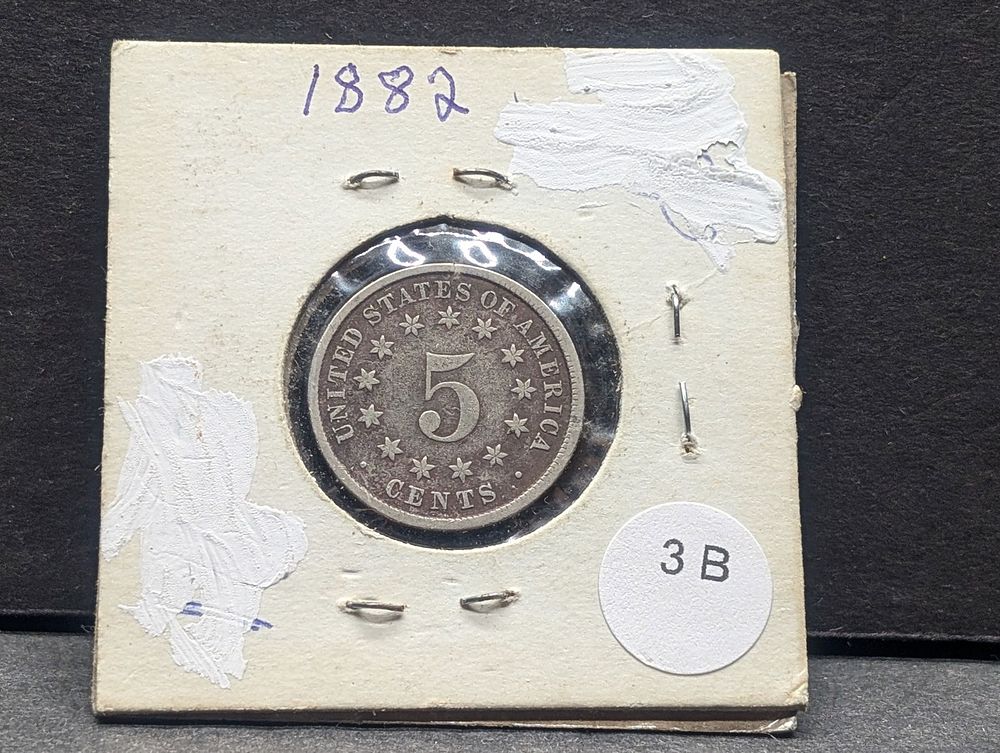 1882
UNITED STATES OF AMERICA
5
CENTS
3 B